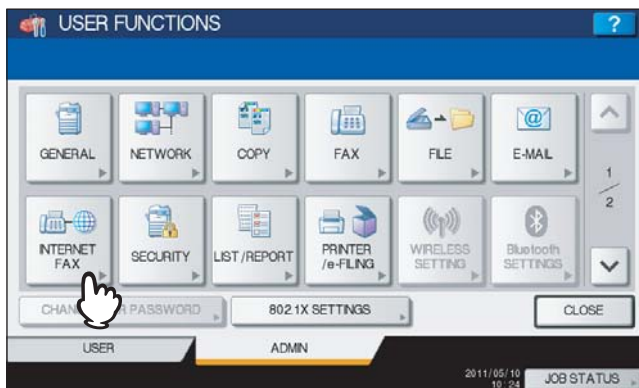 USER FUNCTIONS
?
GENERAL
NETWORK
COPY
FAX
FILE
E-MAIL
1
2
INTERNET
FAX
SECURITY
LIST/REPORT
PRINTER
/e-FILING
WIRELESS
SETTING
Bluetooth
SETTINGS
PASSWORD
802.1X SETTINGS
CLOSE
USER
ADMIN
2011/05/10
10:24
JOB STATUS